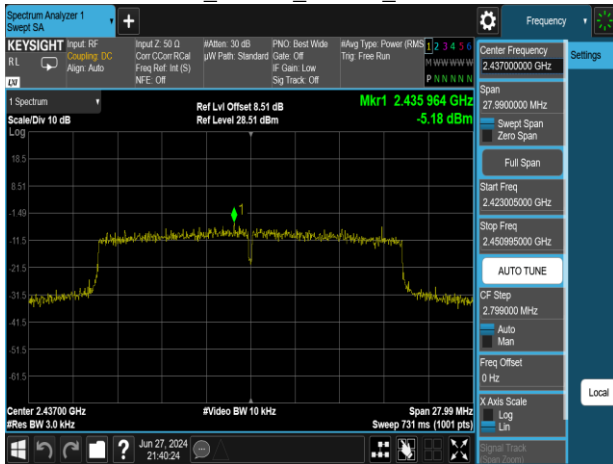 Spectrum Analyzer 1
Swept SA
+
Frequency
KEYSIGHT
RL
LXI
Input: RF
Coupling: DC
Align: Auto
Input Z: 50 Ω
Corr CCorr RCal
Freq Ref: Int (S)
NFE: Off
#Atten: 30 dB
µW Path: Standard
PNO: Best Wide
Gate: Off
IF Gain: Low
Sig Track: Off
#Avg Type: Power (RMS
Trig: Free Run
1 2 3 4 5 6
M W W W W W
P N N N N N
1 Spectrum
Scale/Div 10 dB
Log
Ref Lvl Offset 8.51 dB
Ref Level 28.51 dBm
Mkr1 2.435 964 GHz
-5.18 dBm
18.5
8.51
-1.49
-11.5
-21.5
-31.5
-41.5
-51.5
-61.5
1
Center 2.43700 GHz
#Res BW 3.0 kHz
#Video BW 10 kHz
Span 27.99 MHz
Sweep 731 ms (1001 pts)
Jun 27, 2024
21:40:24
?
Center Frequency
2.437000000 GHz
Span
27.9900000 MHz
Swept Span
Zero Span
Full Span
Start Freq
2.423005000 GHz
Stop Freq
2.450995000 GHz
AUTO TUNE
CF Step
2.799000 MHz
Auto
Man
Freq Offset
0 Hz
X Axis Scale
Log
Lin
Signal Track
(Span Zoom)
Settings
Local